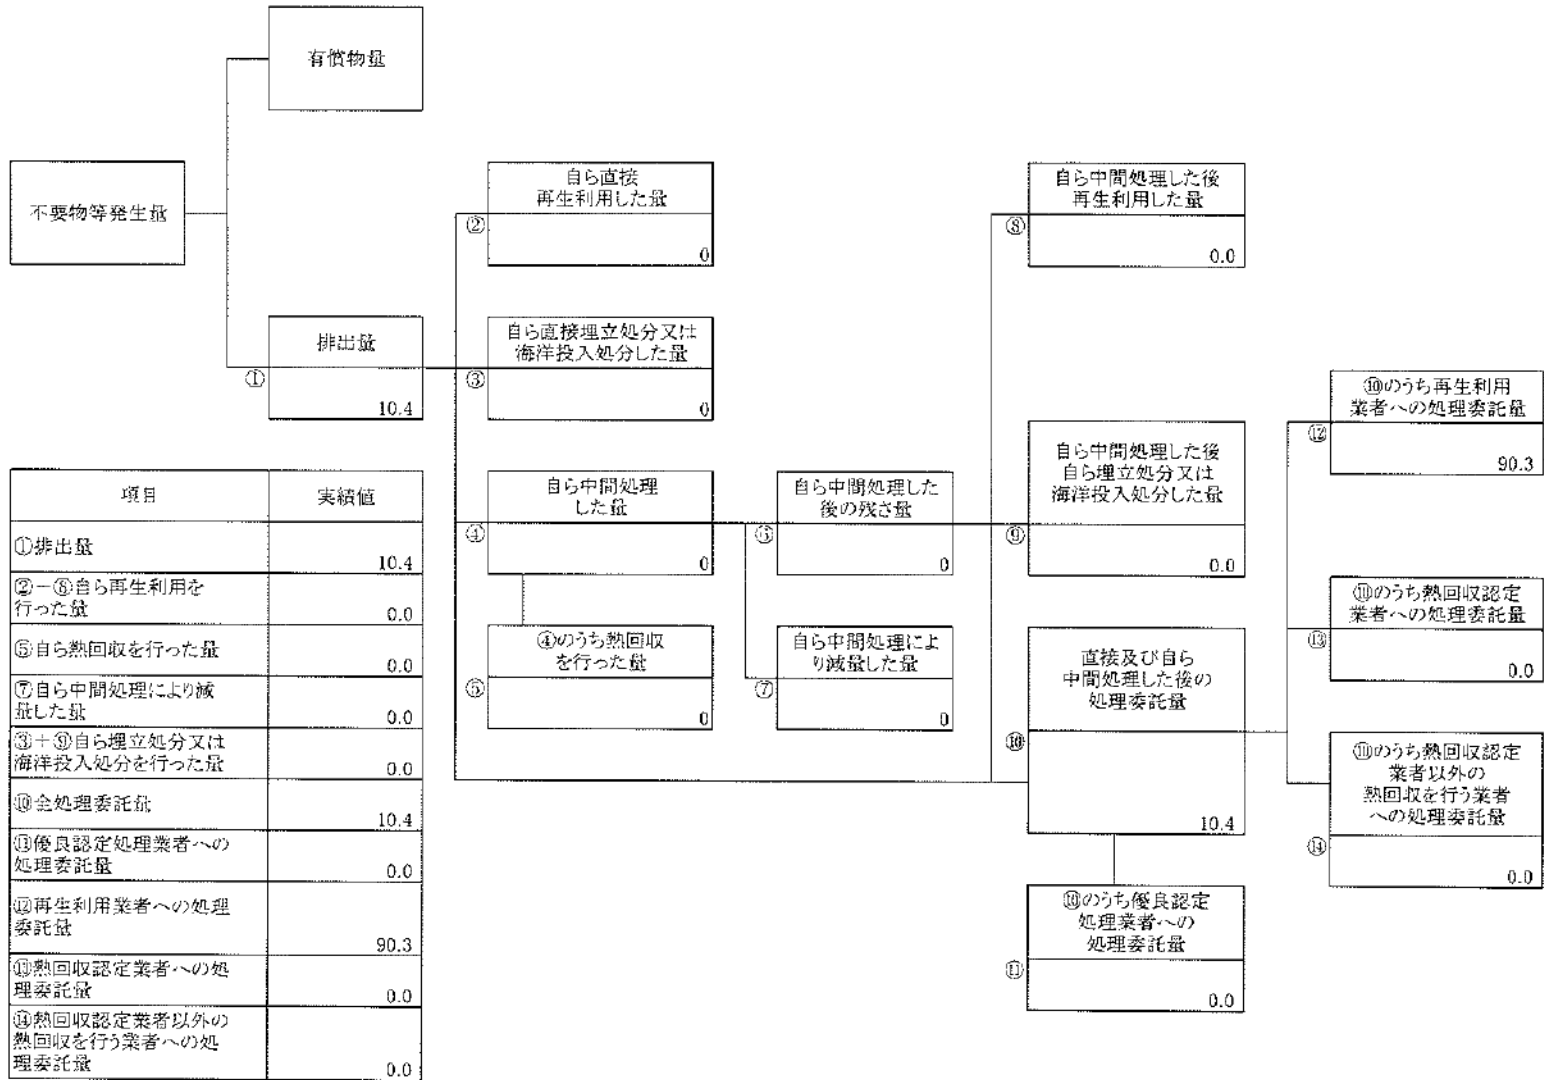 有償物量
不要物等発生量
排出量
①
10.4
自ら直接
再生利用した量
②
0
自ら直接埋立処分又は
海洋投入処分した量
③
0
自ら中間処理
した量
④
0
④のうち熱回収
を行った量
⑤
0
自ら中間処理した
後の残さ量
⑥
0
自ら中間処理によ
り減量した量
⑦
0
自ら中間処理した後
再生利用した量
⑧
0.0
自ら中間処理した後
自ら埋立処分又は
海洋投入処分した量
⑨
0.0
直接及び自ら
中間処理した後の
処理委託量
⑩
10.4
⑩のうち優良認定
処理業者への
処理委託量
⑪
0.0
⑩のうち再生利用
業者への処理委託量
⑫
90.3
⑩のうち熱回収認定
業者への処理委託量
⑬
0.0
⑩のうち熱回収認定
業者以外の
熱回収を行う業者
への処理委託量
⑭
0.0
項目
実績値
①排出量
10.4
②－⑧自ら再生利用を
行った量
0.0
⑤自ら熱回収を行った量
0.0
⑦自ら中間処理により減
量した量
0.0
③＋⑨自ら埋立処分又は
海洋投入処分を行った量
0.0
⑩全処理委託量
10.4
⑪優良認定処理業者への
処理委託量
0.0
⑫再生利用業者への処理
委託量
90.3
⑬熱回収認定業者への処
理委託量
0.0
⑭熱回収認定業者以外の
熱回収を行う業者への処
理委託量
0.0